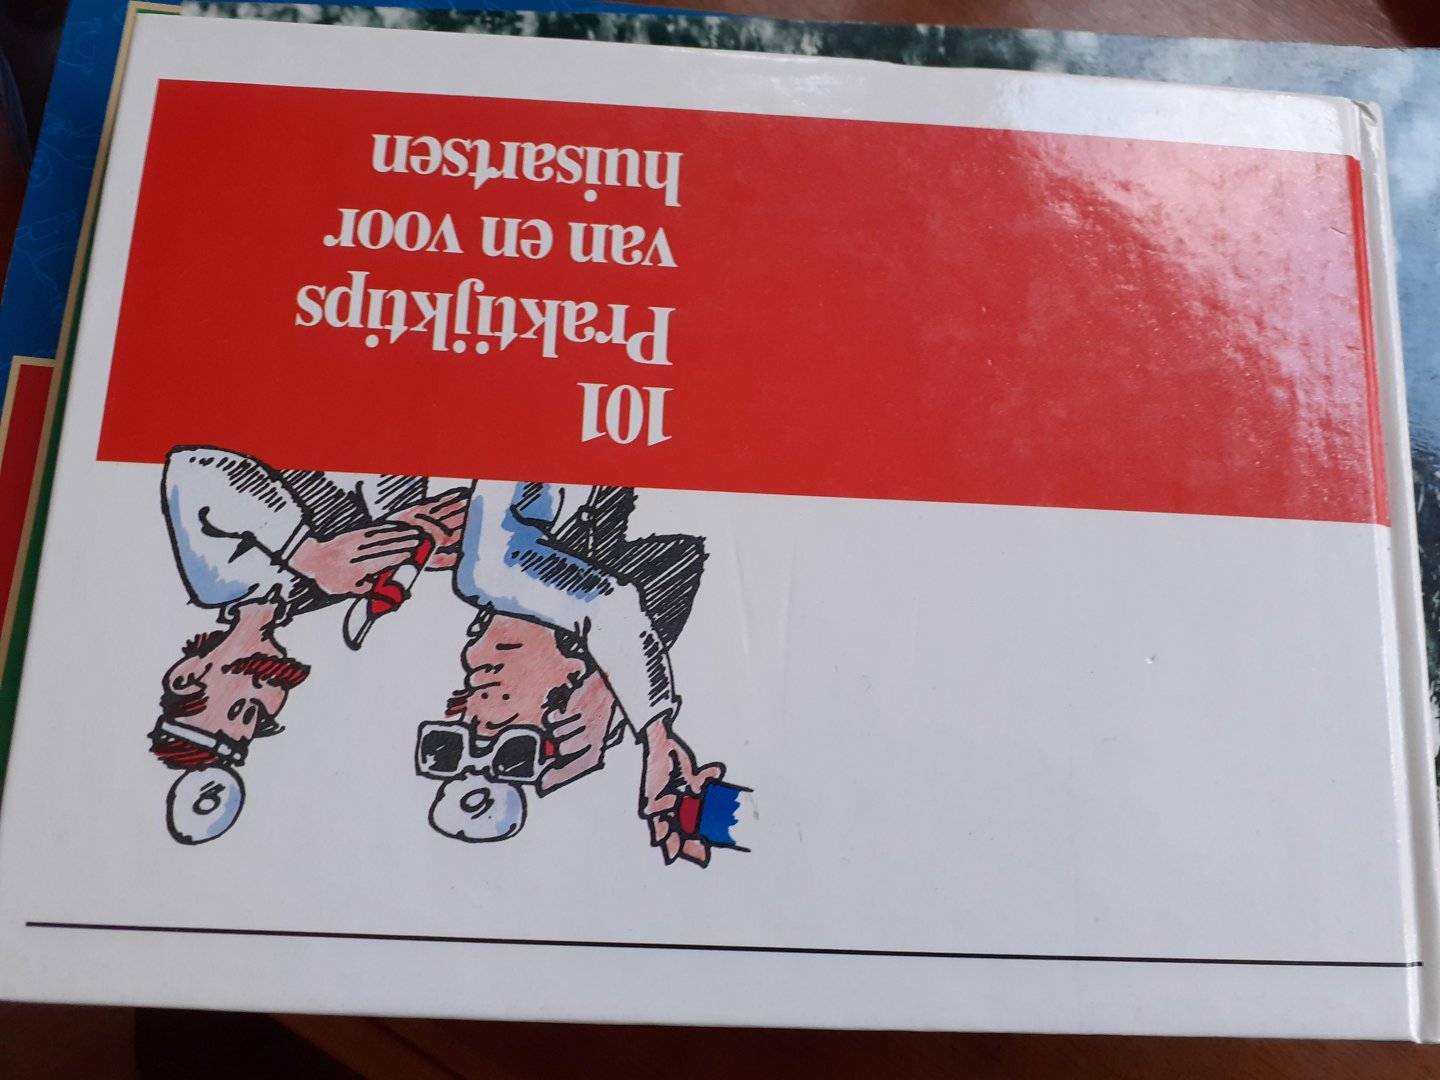 101
Praktijktips
van en voor
huisartsen